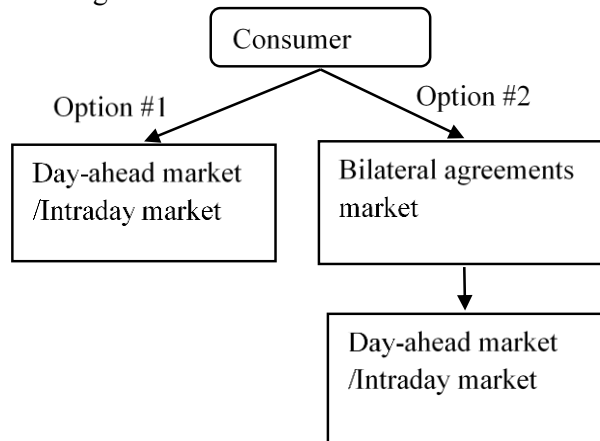 Consumer
Option #1
Option #2
Day-ahead market
/Intraday market
Bilateral agreements
market
Day-ahead market
/Intraday market